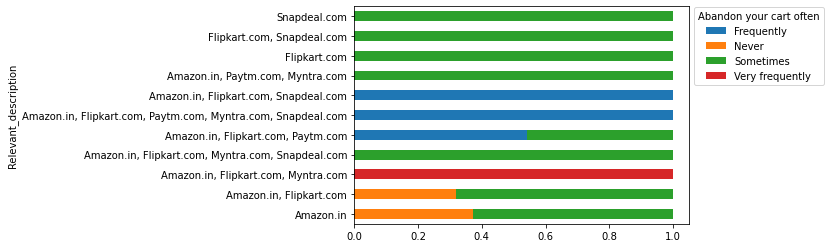 Relevant_description
Snapdeal.com
Flipkart.com, Snapdeal.com
Flipkart.com
Amazon.in, Paytm.com, Myntra.com
Amazon.in, Flipkart.com, Snapdeal.com
Amazon.in, Flipkart.com, Paytm.com, Myntra.com, Snapdeal.com
Amazon.in, Flipkart.com, Paytm.com
Amazon.in, Flipkart.com, Myntra.com, Snapdeal.com
Amazon.in, Flipkart.com, Myntra.com
Amazon.in, Flipkart.com
Amazon.in
0.0 0.2 0.4 0.6 0.8 1.0
Abandon your cart often
Frequently
Never
Sometimes
Very frequently